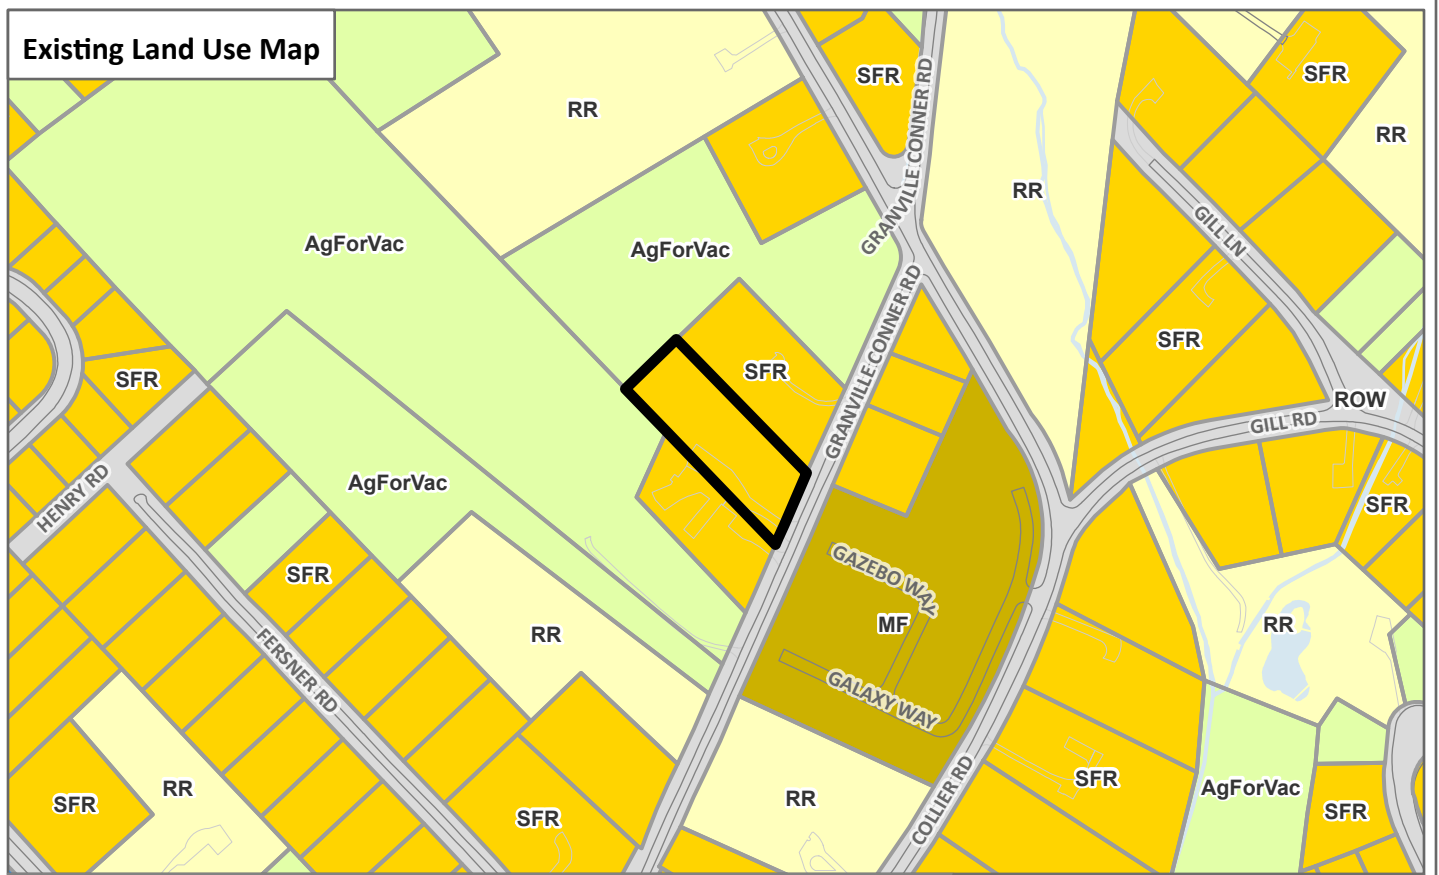 Existing Land Use Map
SFR
GRANVILLE CONNER RD
SFR
RR
RR
RR
GILL LN
AgForVac
AgForVac
GRANVILLE CONNER RD
SFR
SFR
SFR
ROW
GILL RD
HENRY RD
AgForVac
SFR
SFR
GAZEBO WAY
MF
RR
RR
FERSNER RD
GALAXY WAY
SFR
RR
SFR
RR
COLLIER RD
SFR
AgForVac
SFR